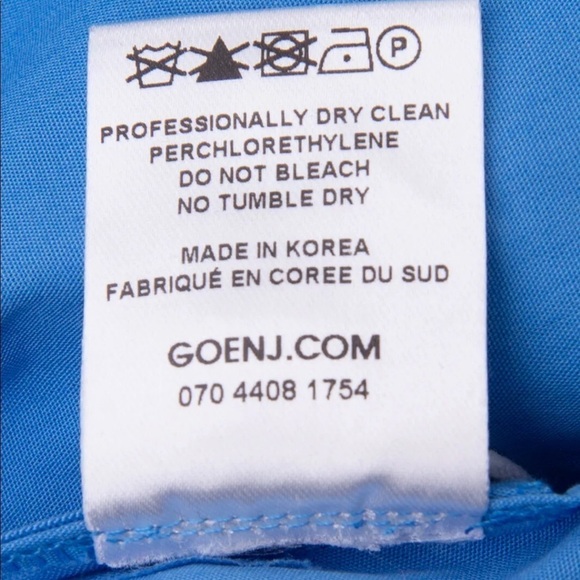 P
PROFESSIONALLY DRY CLEAN
PERCHLORETHYLENE
DO NOT BLEACH
NO TUMBLE DRY
MADE IN KOREA
FABRIQUÉ EN COREE DU SUD
GOENJ.COM
070 4408 1754